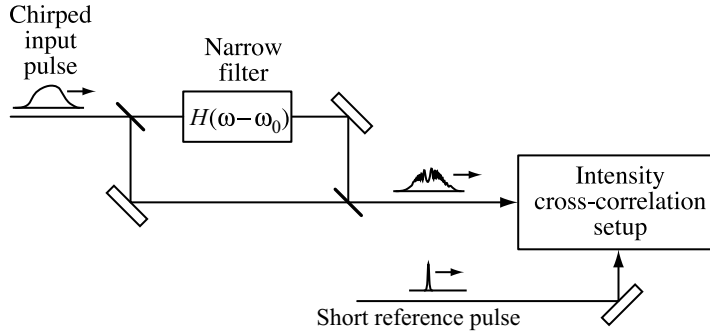 Chirped
input
pulse
Narrow
filter
H(ω−ω₀)
Intensity
cross-correlation
setup
Short reference pulse